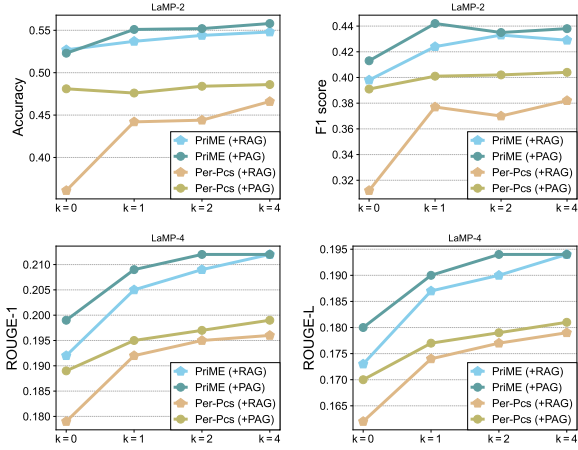 LaMP-2
Accuracy
0.55
0.50
0.45
0.40
PriME (+RAG)
PriME (+PAG)
Per-Pcs (+RAG)
Per-Pcs (+PAG)
k = 0 k = 1 k = 2 k = 4
LaMP-2
F1 score
0.44
0.42
0.40
0.38
0.36
0.34
0.32
PriME (+RAG)
PriME (+PAG)
Per-Pcs (+RAG)
Per-Pcs (+PAG)
k = 0 k = 1 k = 2 k = 4
LaMP-4
ROUGE-1
0.210
0.205
0.200
0.195
0.190
0.185
0.180
PriME (+RAG)
PriME (+PAG)
Per-Pcs (+RAG)
Per-Pcs (+PAG)
k = 0 k = 1 k = 2 k = 4
LaMP-4
ROUGE-L
0.195
0.190
0.185
0.180
0.175
0.170
0.165
PriME (+RAG)
PriME (+PAG)
Per-Pcs (+RAG)
Per-Pcs (+PAG)
k = 0 k = 1 k = 2 k = 4